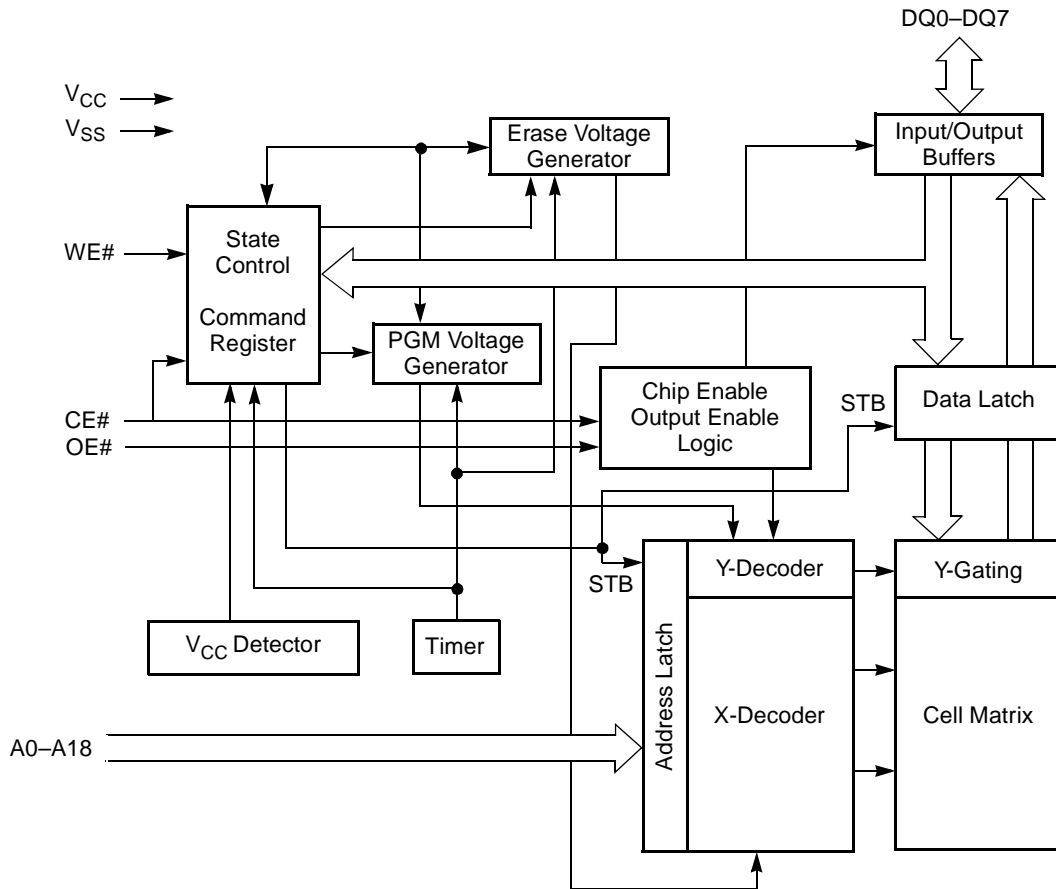 DQ0–DQ7
VCC
VSS
Erase Voltage
Generator
Input/Output
Buffers
WE#
State
Control
Command
Register
PGM Voltage
Generator
CE#
OE#
Chip Enable
Output Enable
Logic
STB
Data Latch
STB
Y-Decoder
Y-Gating
VCC Detector
Timer
Address Latch
X-Decoder
Cell Matrix
A0–A18